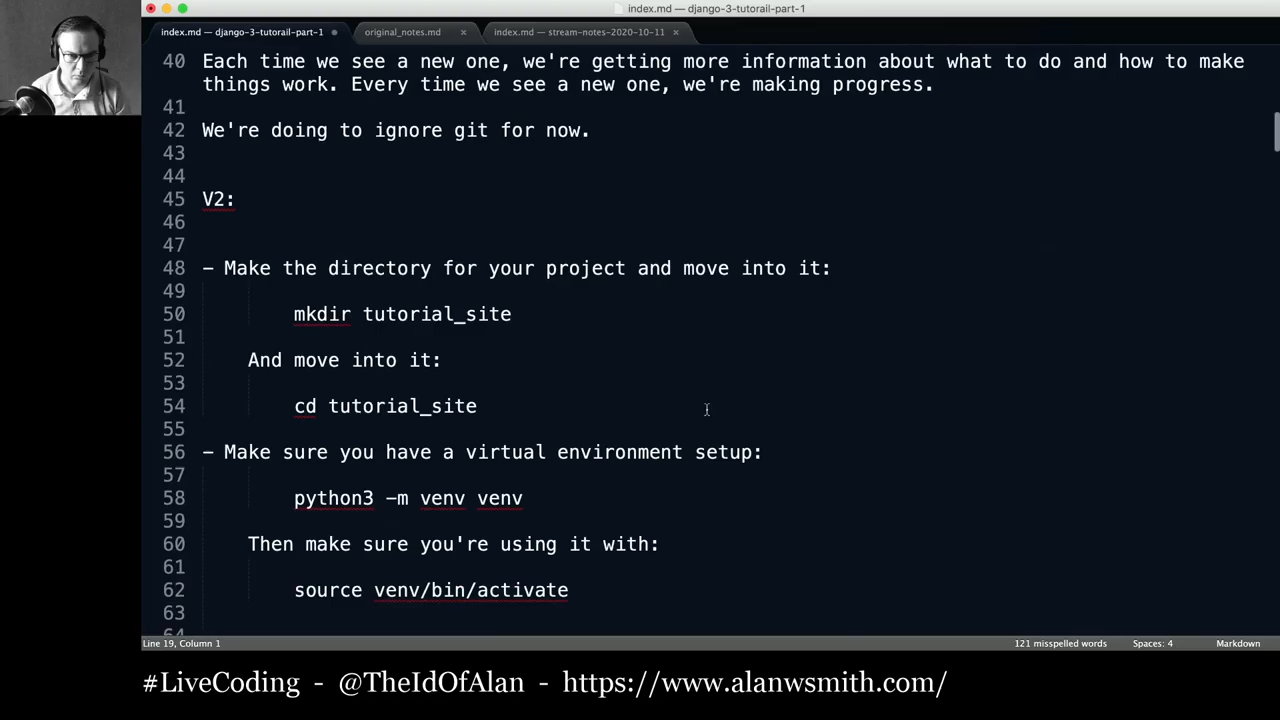 index.md — django-3-tutorail-part-1
index.md — django-3-tutorail-part-1
original_notes.md
index.md — stream-notes-2020-10-11
40 Each time we see a new one, we're getting more information about what to do and how to make
things work. Every time we see a new one, we're making progress.
41
42 We're doing to ignore git for now.
43
44
45 V2:
46
47
48 - Make the directory for your project and move into it:
49
50 mkdir tutorial_site
51
52 And move into it:
53
54 cd tutorial_site
55
56 - Make sure you have a virtual environment setup:
57
58 python3 -m venv venv
59
60 Then make sure you're using it with:
61
62 source venv/bin/activate
63
64
Line 19, Column 1
121 misspelled words
Spaces: 4
Markdown
#LiveCoding - @TheIdOfAlan - https://www.alanwsmith.com/